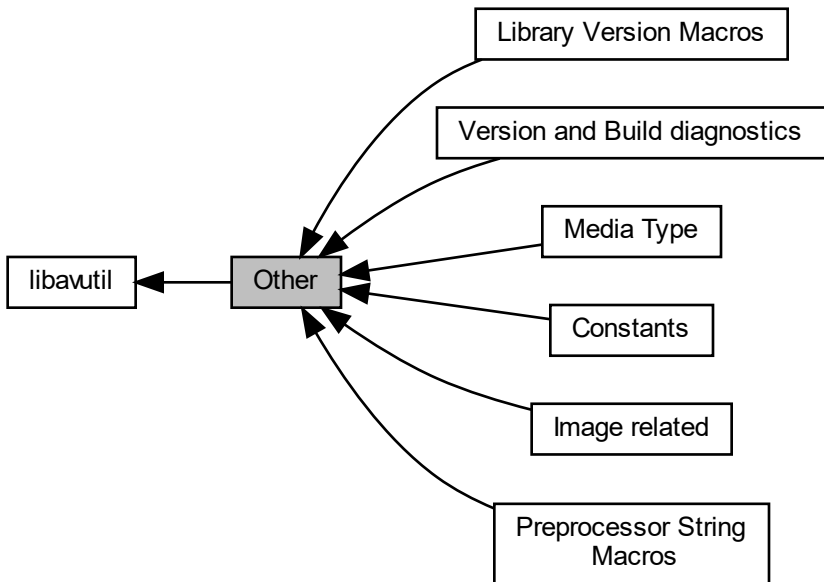 Library Version Macros
Version and Build diagnostics
Media Type
libavutil
Other
Constants
Image related
Preprocessor String
Macros